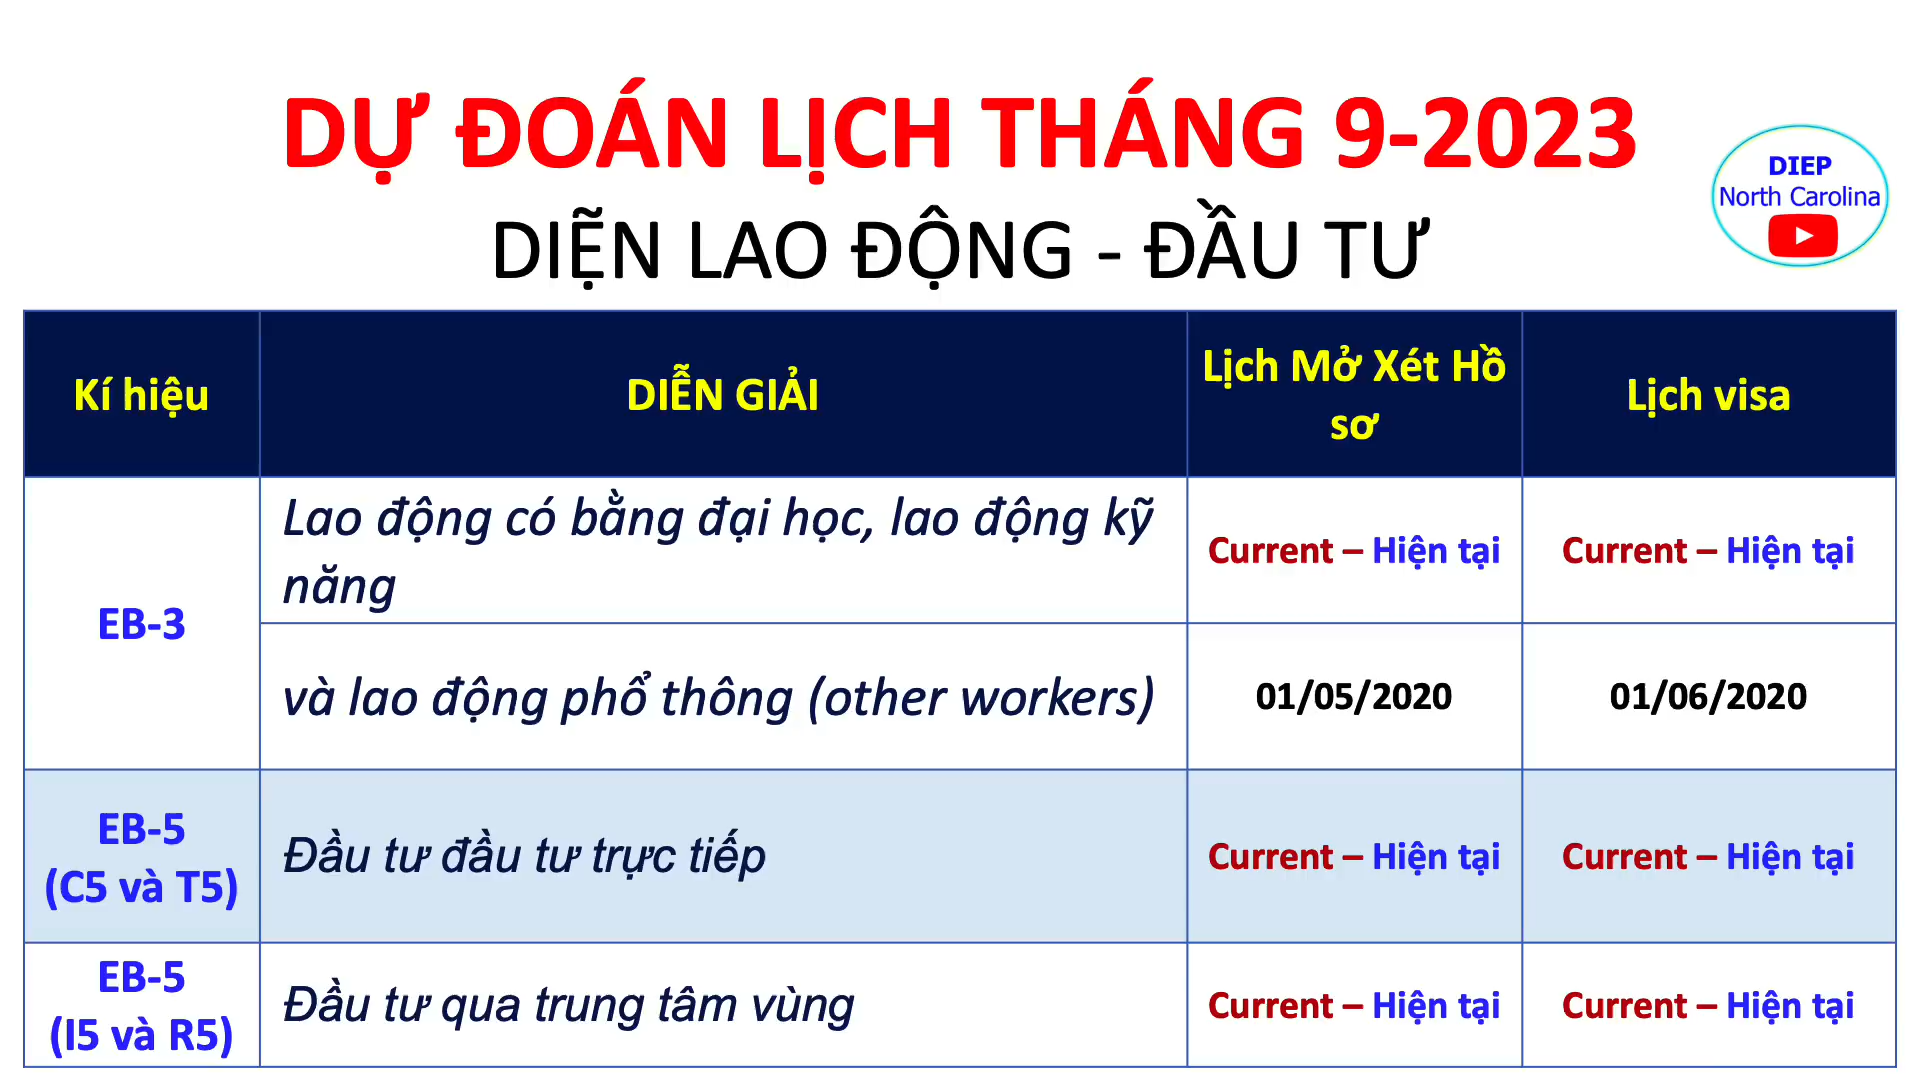 DỰ ĐOÁN LỊCH THÁNG 9-2023
DIỆN LAO ĐỘNG - ĐẦU TƯ
DIEP
North Carolina
Kí hiệu
DIỄN GIẢI
Lịch Mở Xét Hồ
sơ
Lịch visa
EB-3
Lao động có bằng đại học, lao động kỹ
năng
Current – Hiện tại
Current – Hiện tại
và lao động phổ thông (other workers)
01/05/2020
01/06/2020
EB-5
(C5 và T5)
Đầu tư đầu tư trực tiếp
Current – Hiện tại
Current – Hiện tại
EB-5
(I5 và R5)
Đầu tư qua trung tâm vùng
Current – Hiện tại
Current – Hiện tại